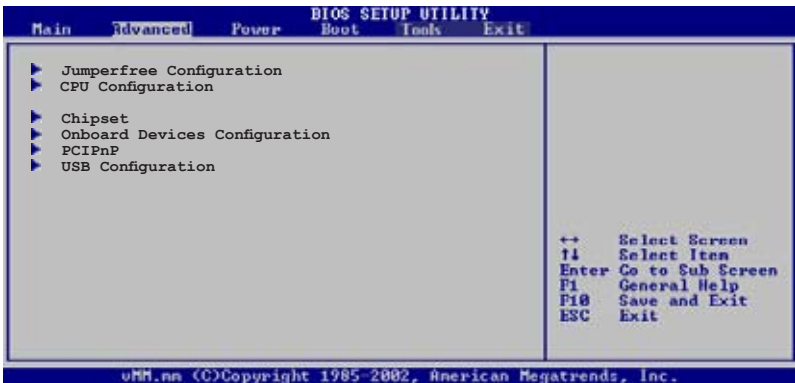 BIOS SETUP UTILITY
Main Advanced Power Boot Tools Exit
Jumperfree Configuration
CPU Configuration
Chipset
Onboard Devices Configuration
PCIPnP
USB Configuration
↔ Select Screen
↑↓ Select Item
Enter Go to Sub Screen
F1 General Help
F10 Save and Exit
ESC Exit
vMM.mm (C)Copyright 1985-2002, American Megatrends, Inc.